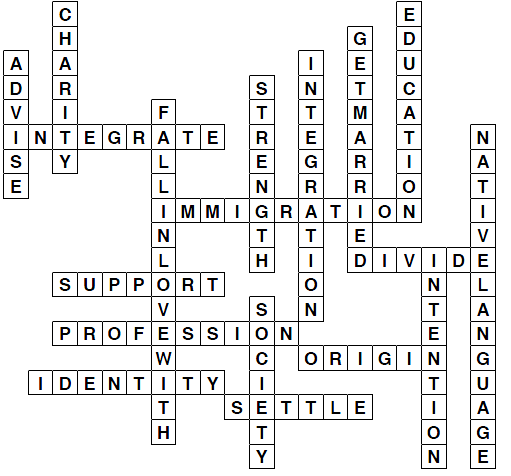 CHARITY
EDUCATION
GETMARRIED
ADVISE
INTEGRATION
STRENGTH
FALLINLOVEWITH
INTEGRATE
NATIVELANGUAGE
IMMIGRATION
DIVIDE
INTENTION
SUPPORT
SOCIETY
PROFESSION
ORIGIN
IDENTITY
SETTLE